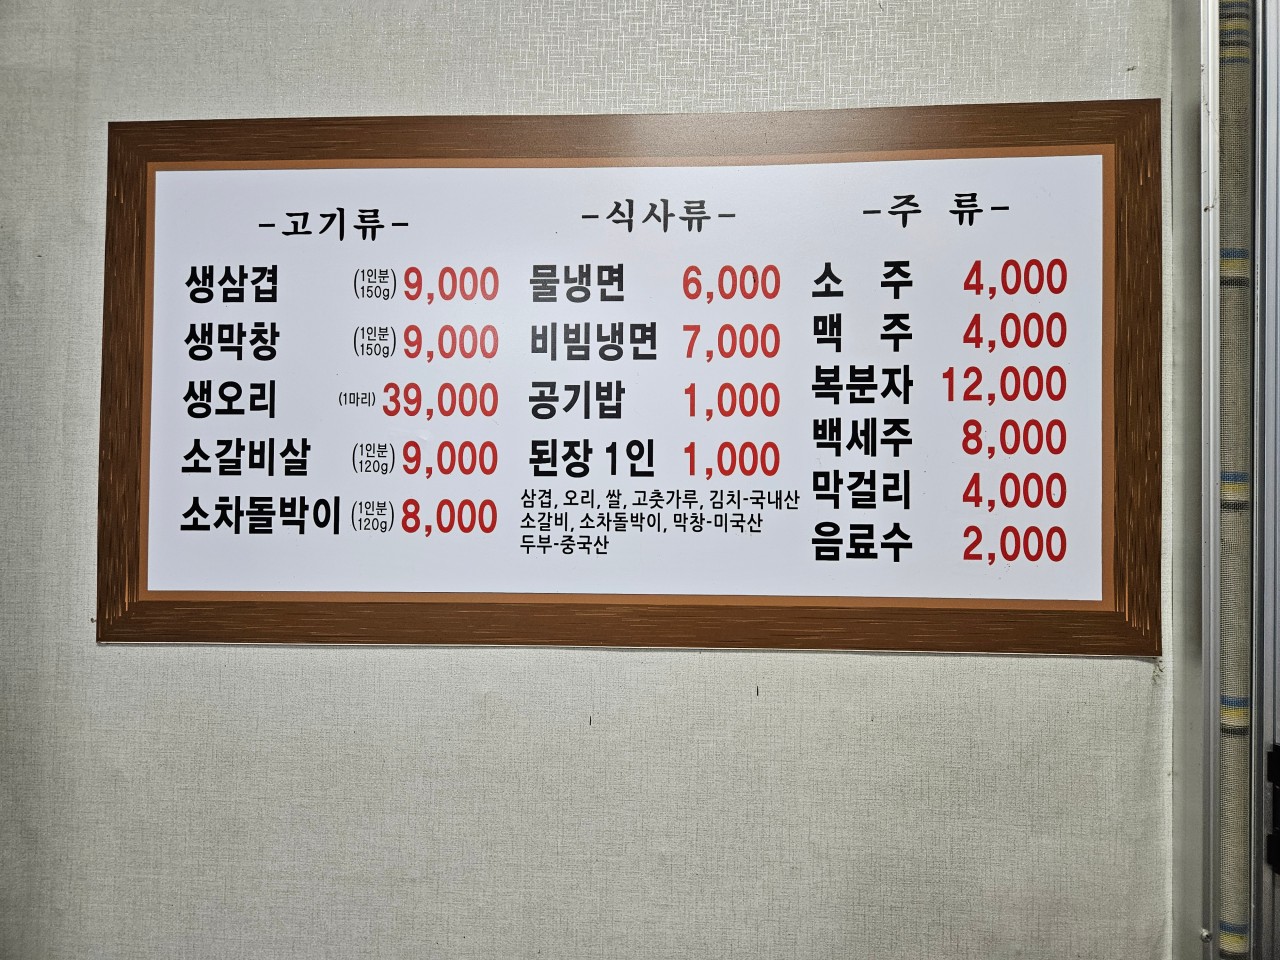 -고기류-
생삼겹 (1인분 150g) 9,000
생막창 (1인분 150g) 9,000
생오리 (1마리) 39,000
소갈비살 (1인분 120g) 9,000
소차돌박이 (1인분 120g) 8,000
-식사류-
물냉면 6,000
비빔냉면 7,000
공기밥 1,000
된장 1인 1,000
삼겹, 오리, 쌀, 고춧가루, 김치-국내산
소갈비, 소차돌박이, 막창-미국산
두부-중국산
-주 류-
소 주 4,000
맥 주 4,000
복분자 12,000
백세주 8,000
막걸리 4,000
음료수 2,000